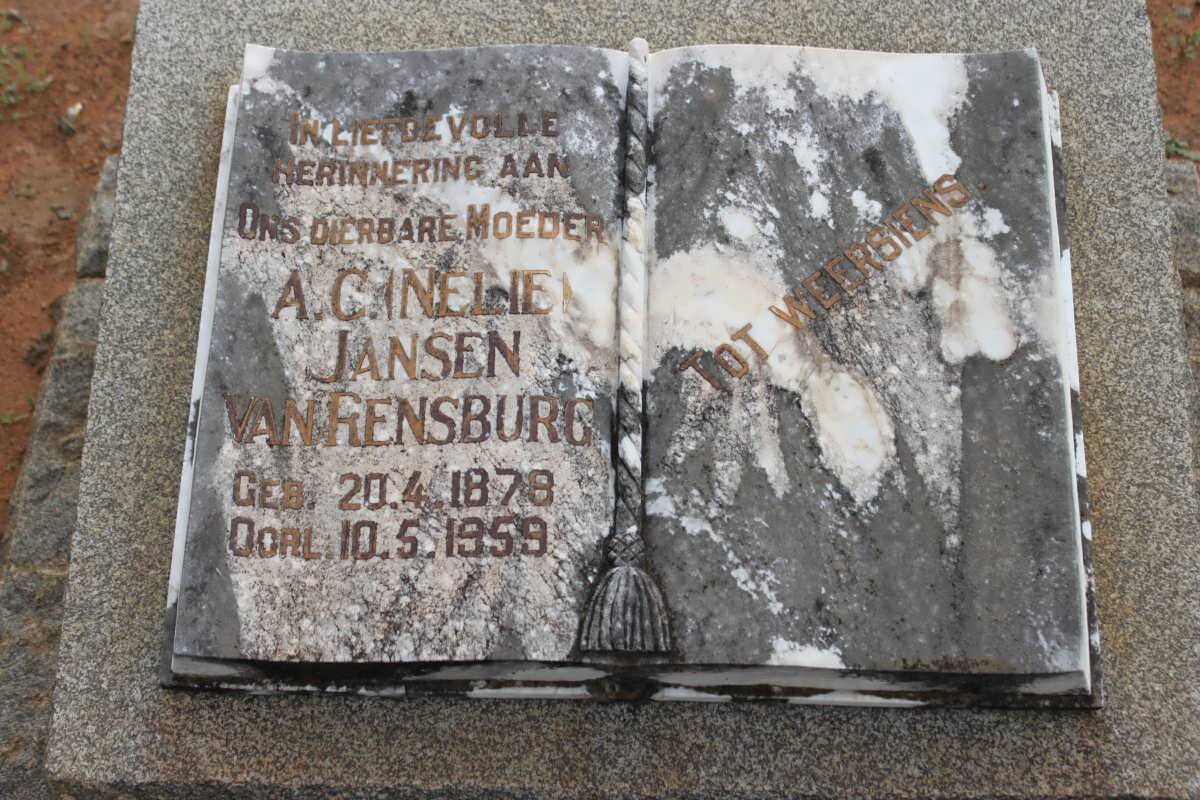 IN LIEFDEVOLLE
HERINNERING AAN
ONS DIERBARE MOEDER
A.C. (NELIE)
JANSEN
VAN RENSBURG
GEB. 20.4.1878
OORL. 10.5.1959
TOT WEERSIENS.